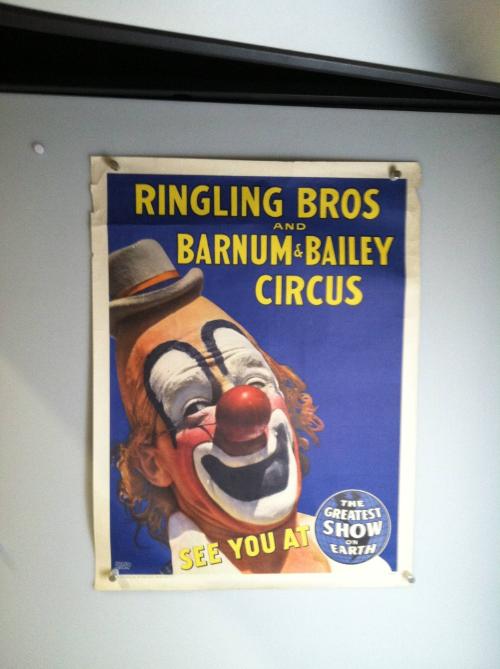 RINGLING BROS
AND
BARNUM & BAILEY
CIRCUS
SEE YOU AT
THE
GREATEST
SHOW
ON
EARTH